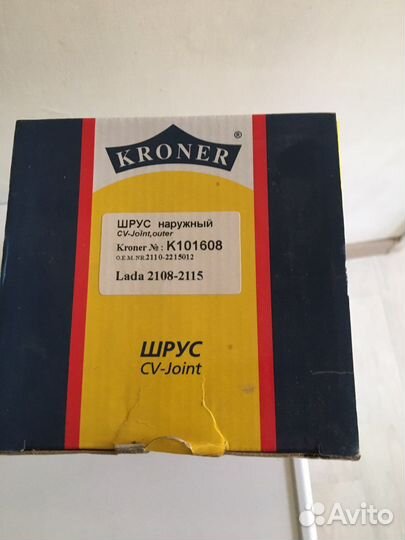 KRONER
®
ШРУС наружный
CV-Joint,outer
Kroner № : K101608
O.E.M. NR.2110-2215012
Lada 2108-2115
ШРУС
CV-Joint
Avito